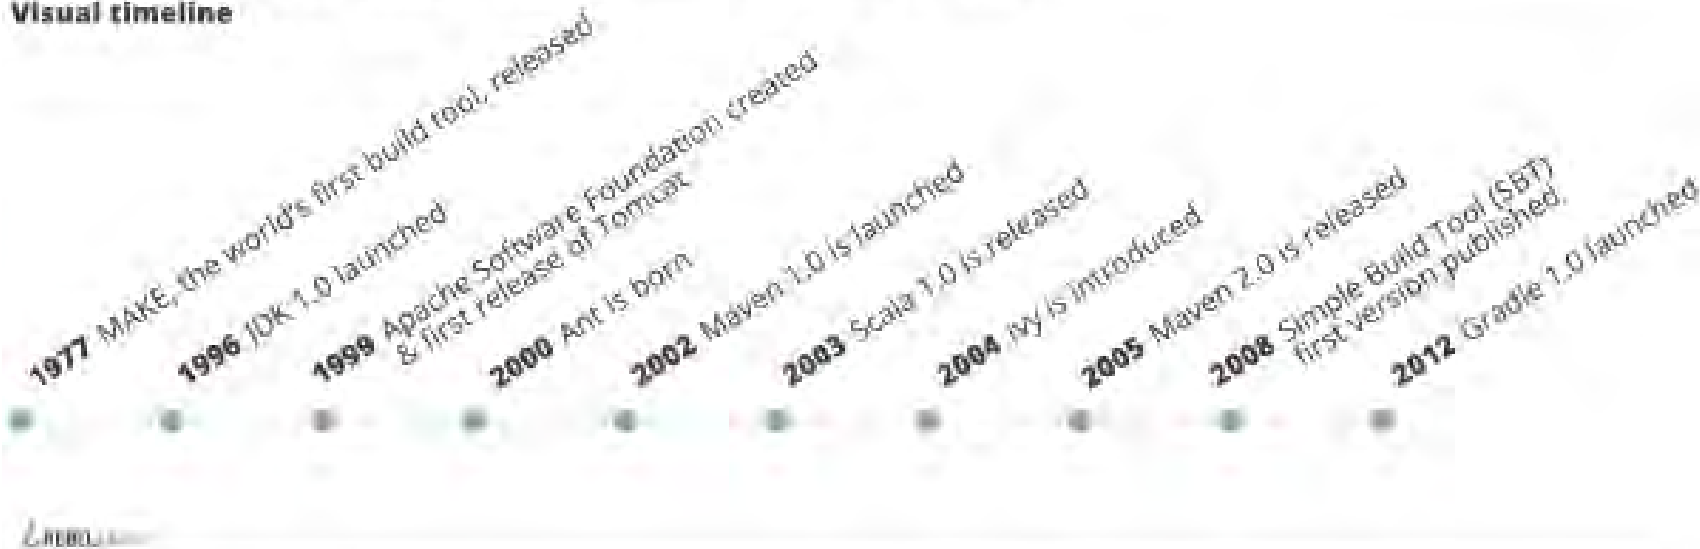 Visual timeline
1977 MAKE, the world's first build tool, released
1996 JDK 1.0 launched
1999 Apache Software Foundation created
& first release of Tomcat
2000 Ant is born
2002 Maven 1.0 is launched
2003 Scala 1.0 is released
2004 Ivy is introduced
2005 Maven 2.0 is released
2008 Simple Build Tool (SBT)
first version published.
2012 Gradle 1.0 launched